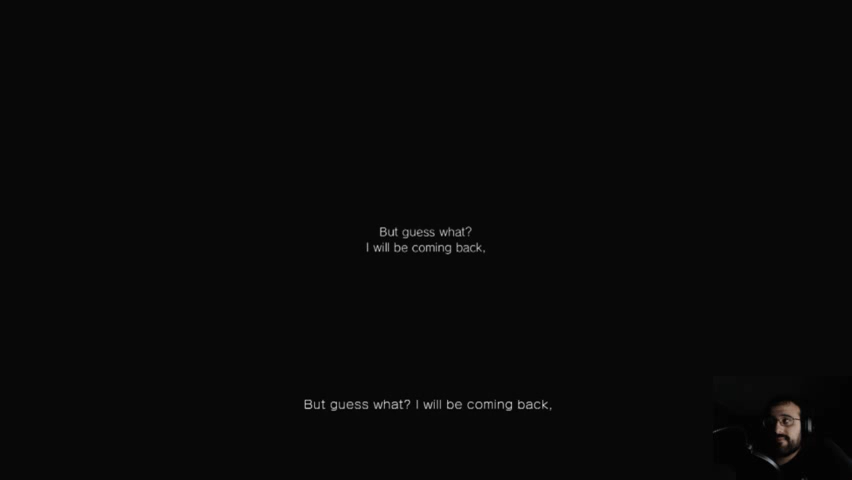 But guess what?
I will be coming back,
But guess what? I will be coming back,